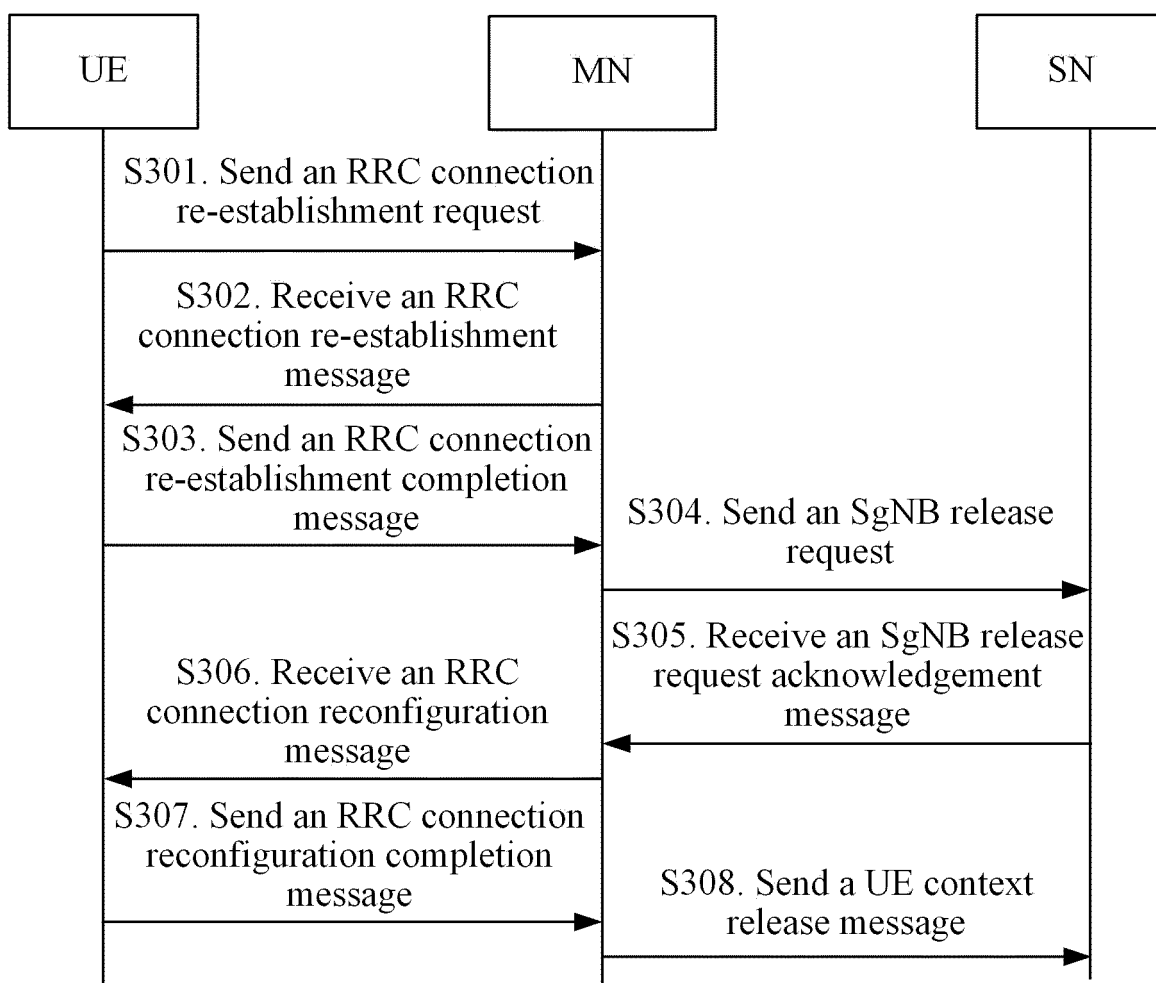 UE
MN
SN
S301. Send an RRC connection
re-establishment request
S302. Receive an RRC
connection re-establishment
message
S303. Send an RRC connection
re-establishment completion
message
S304. Send an SgNB release
request
S305. Receive an SgNB release
request acknowledgement
message
S306. Receive an RRC
connection reconfiguration
message
S307. Send an RRC connection
reconfiguration completion
message
S308. Send a UE context
release message